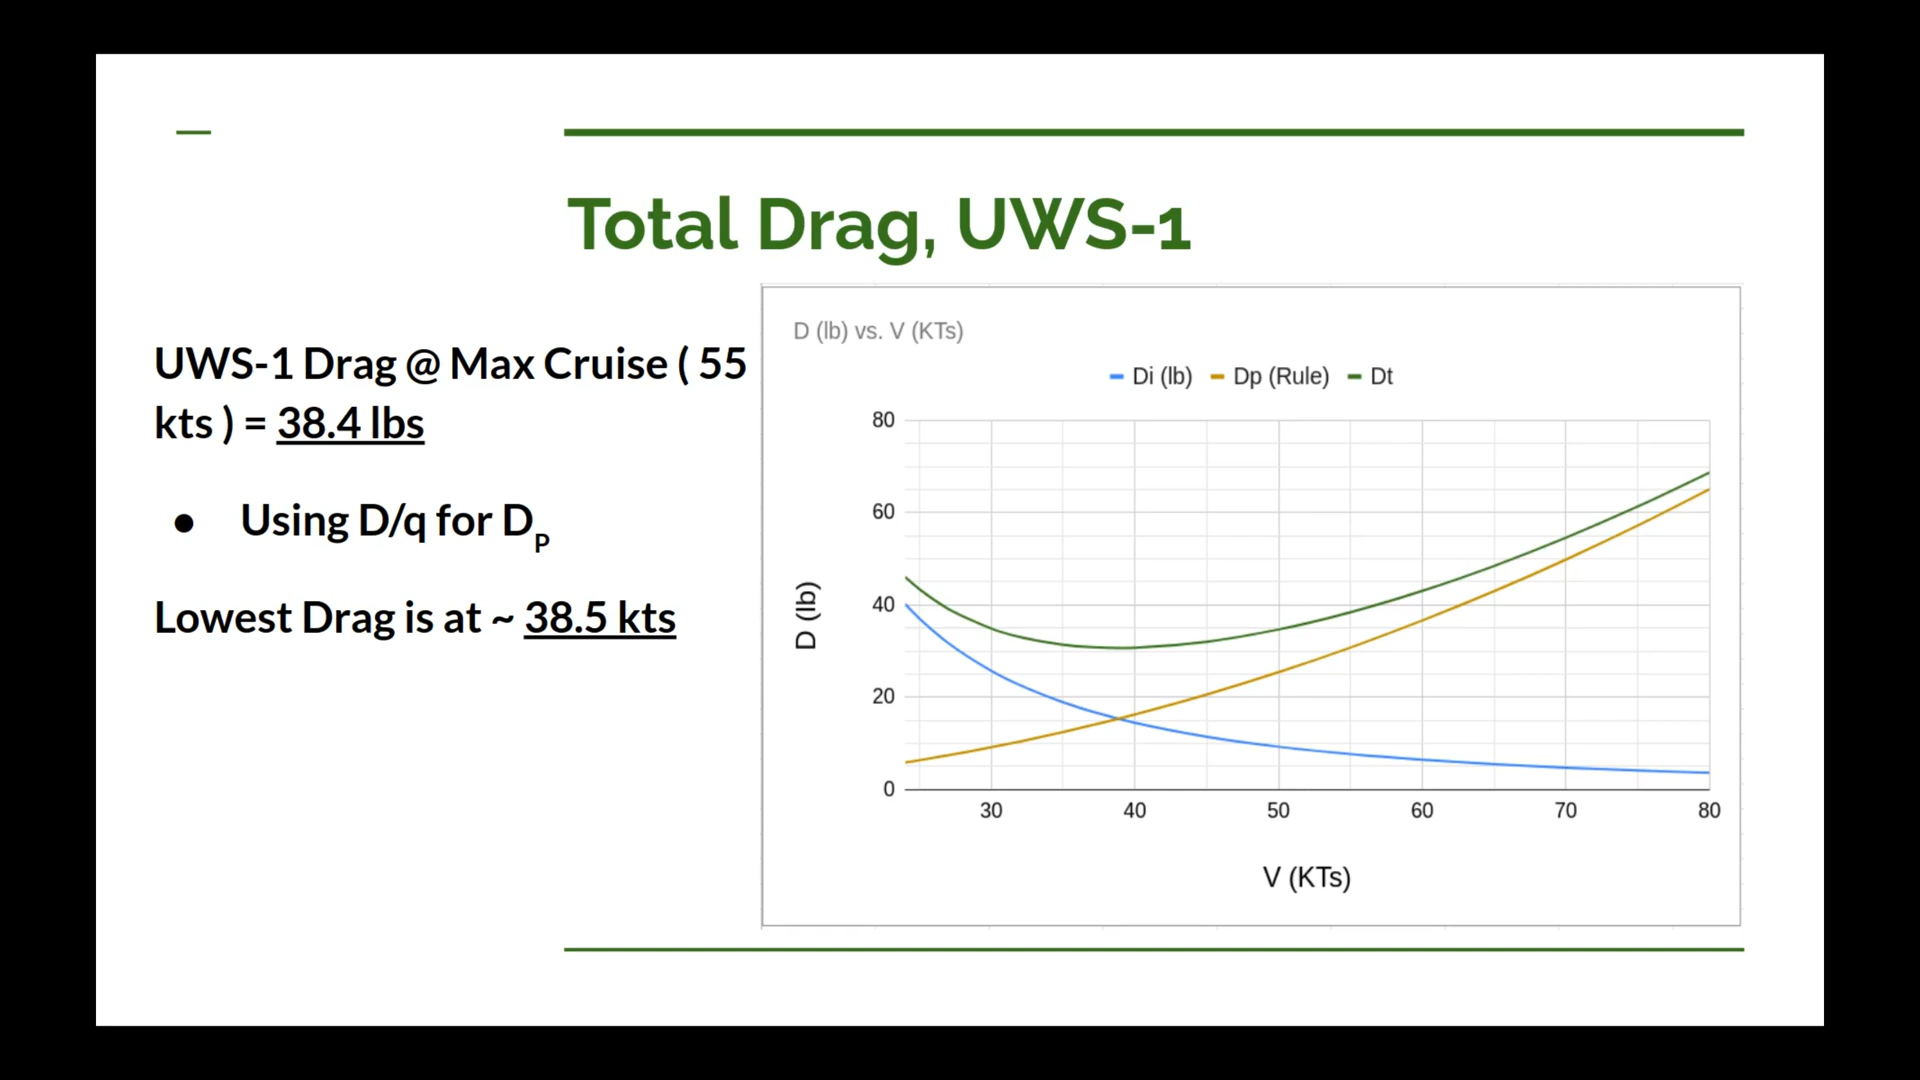 Total Drag, UWS-1
UWS-1 Drag @ Max Cruise ( 55
kts ) = 38.4 lbs
● Using D/q for DP
Lowest Drag is at ~ 38.5 kts
D (lb) vs. V (KTs)
Di (lb) Dp (Rule) Dt
80
60
40
20
0
D (lb)
30 40 50 60 70 80
V (KTs)